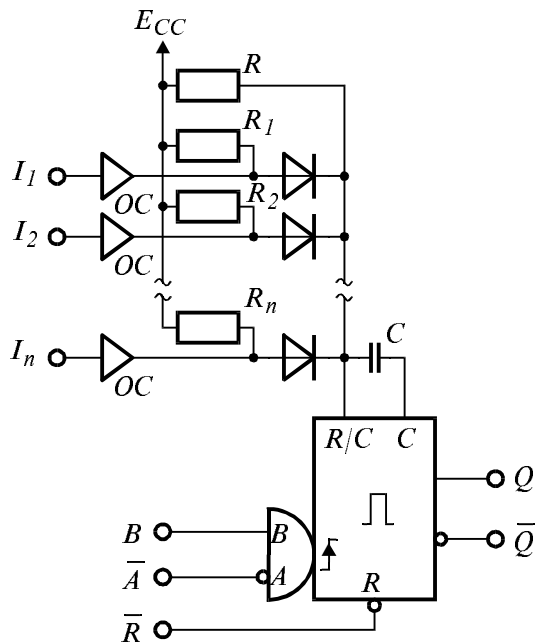 E_CC
R
R_1
I_1
OC
R_2
I_2
OC
R_n
I_n
OC
C
R/C C
Q
B B
Q̅
A̅ A
R
R̅